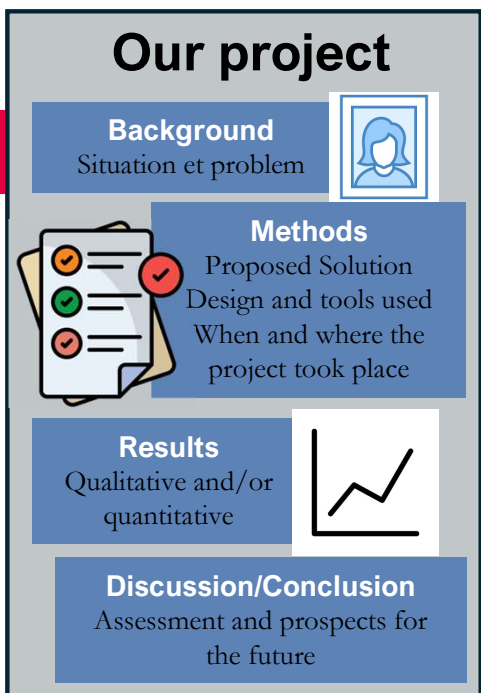 Our project
Background
Situation et problem
Methods
Proposed Solution
Design and tools used
When and where the
project took place
Results
Qualitative and/or
quantitative
Discussion/Conclusion
Assessment and prospects for
the future